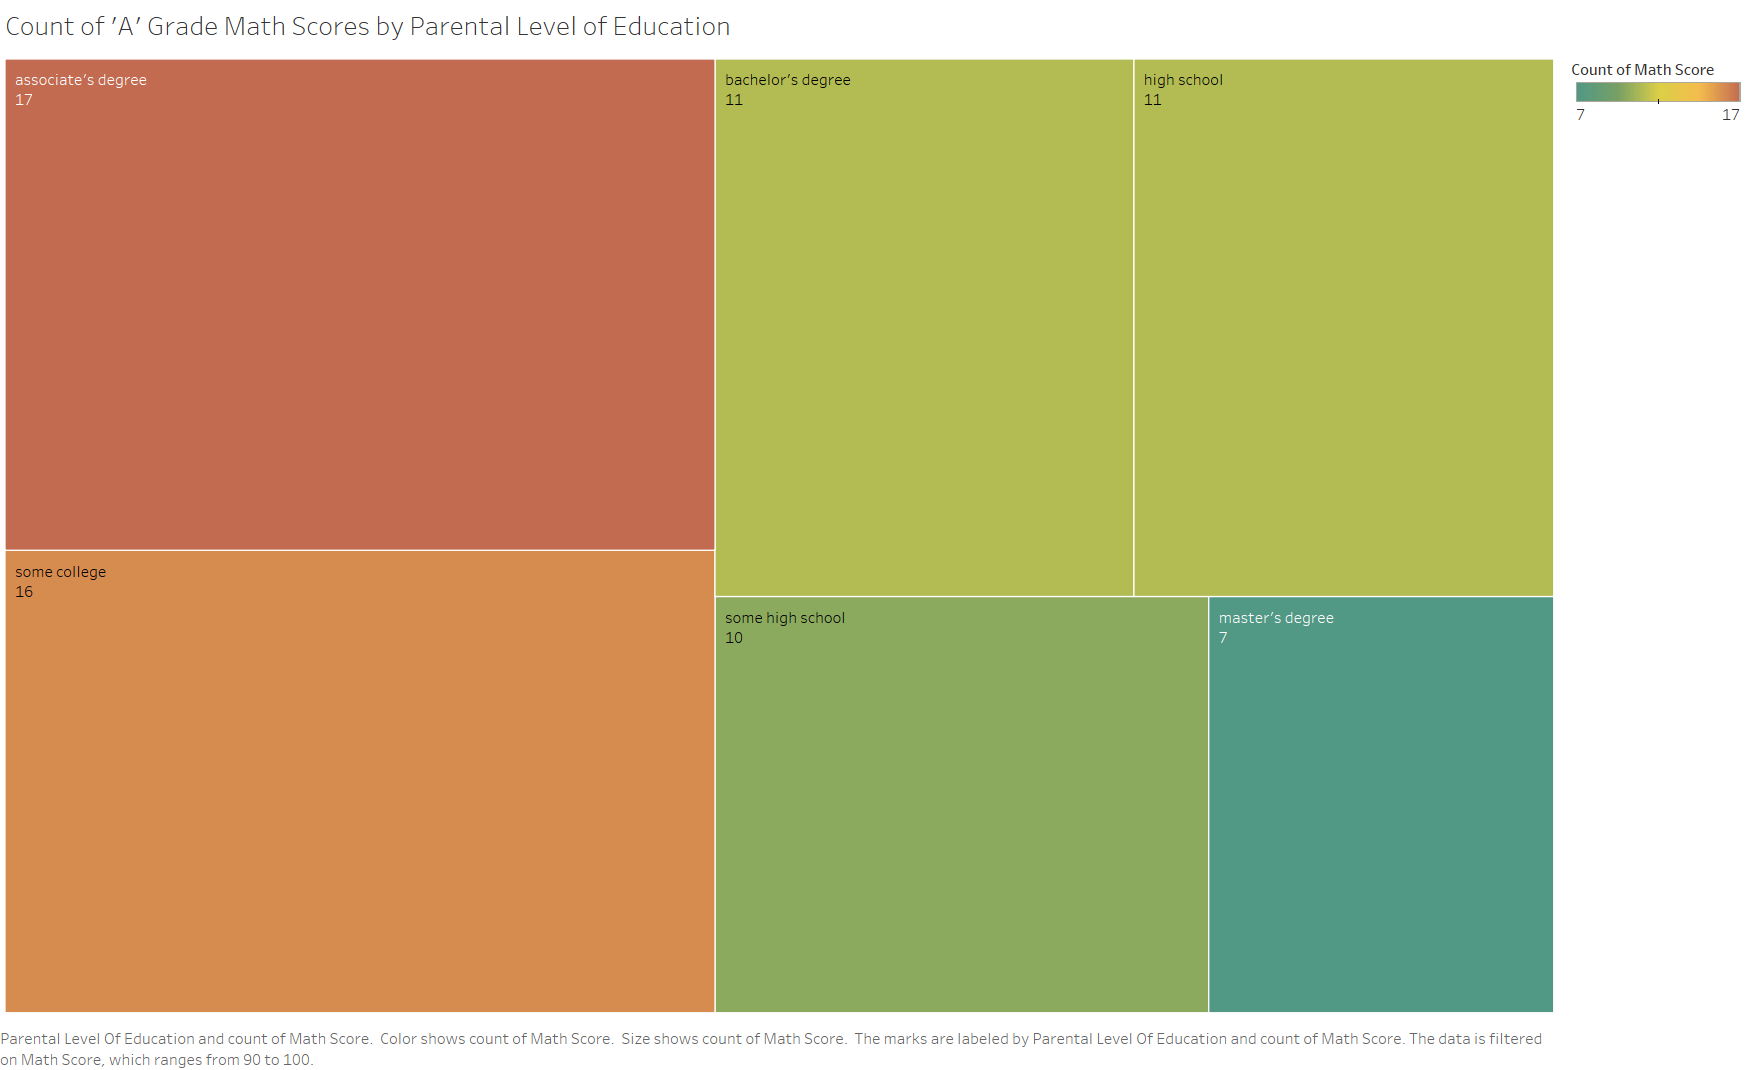 Count of 'A' Grade Math Scores by Parental Level of Education
associate's degree
17
bachelor's degree
11
high school
11
Count of Math Score
7 17
some college
16
some high school
10
master's degree
7
Parental Level Of Education and count of Math Score.  Color shows count of Math Score.  Size shows count of Math Score.  The marks are labeled by Parental Level Of Education and count of Math Score. The data is filtered
on Math Score, which ranges from 90 to 100.